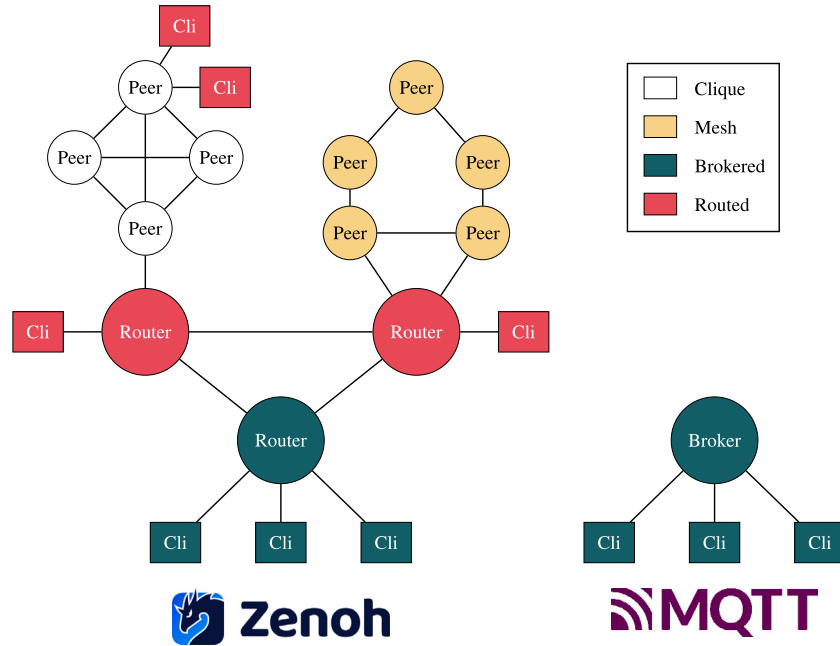 Cli
Peer
Cli
Peer
Peer
Peer
Peer
Peer
Peer
Peer
Peer
Clique
Mesh
Brokered
Routed
Cli
Router
Router
Cli
Router
Broker
Cli
Cli
Cli
Cli
Cli
Cli
Zenoh
MQTT